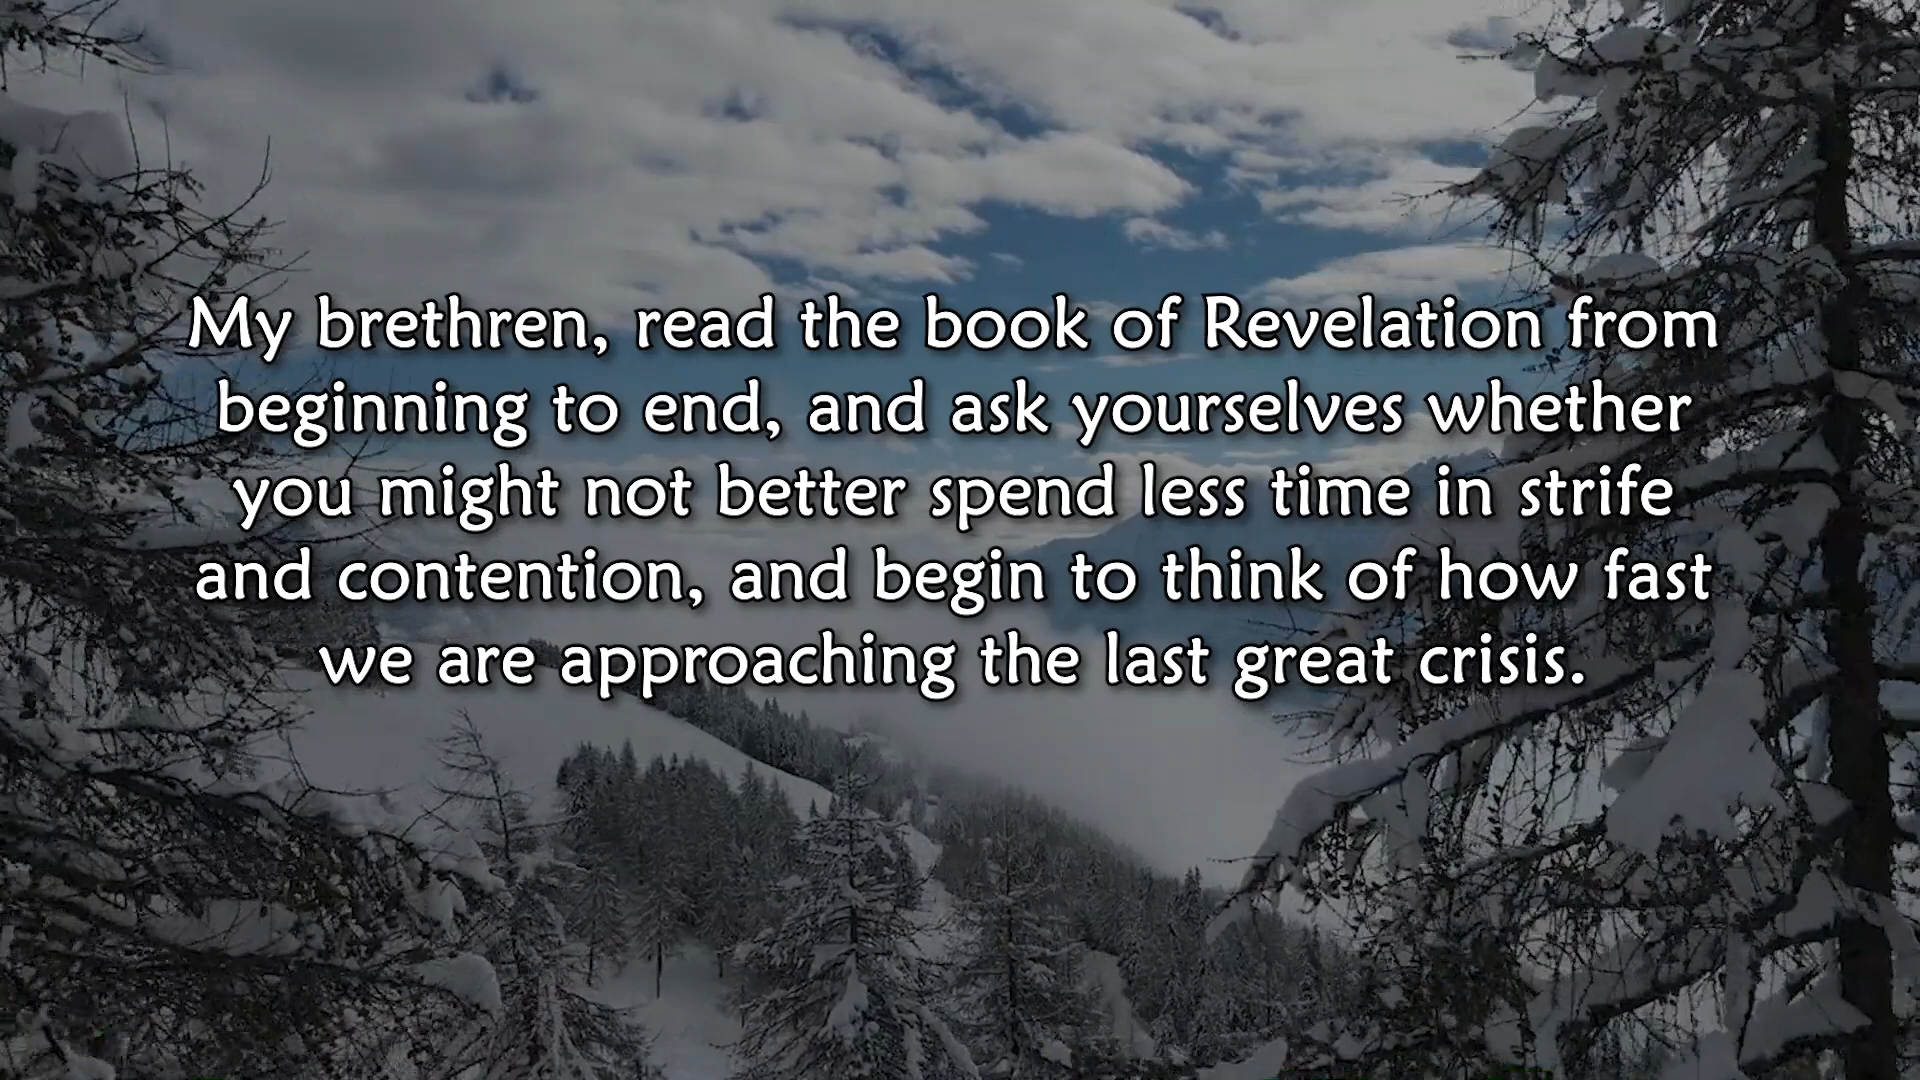 My brethren, read the book of Revelation from
beginning to end, and ask yourselves whether
you might not better spend less time in strife
and contention, and begin to think of how fast
we are approaching the last great crisis.